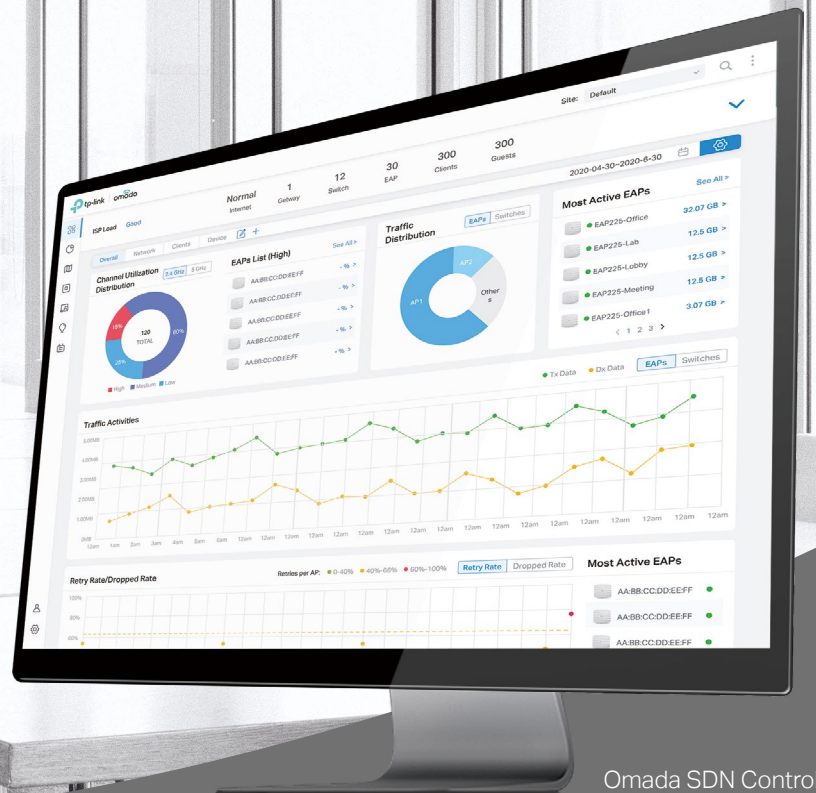 Site: Default
tp-link omada
Normal 1 12 30 300 300
Internet Getway Switch EAP Clients Guests
ISP Load Good
2020-04-30~2020-6-30
Overall Network Clients Device
Channel Utilization Distribution
2.4 GHz 5 GHz
15%
60%
25%
120
TOTAL
High Medium Low
EAPs List (High) See All >
AA:BB:CC:DD:EE:FF - % >
AA:BB:CC:DD:EE:FF - % >
AA:BB:CC:DD:EE:FF - % >
AA:BB:CC:DD:EE:FF - % >
AA:BB:CC:DD:EE:FF - % >
Traffic
Distribution
EAPs Switches
AP2
AP1
Other
s
Most Active EAPs See All >
EAP225-Office 32.07 GB >
EAP225-Lab 12.5 GB >
EAP225-Lobby 12.5 GB >
EAP225-Meeting 12.5 GB >
EAP225-Office1 3.07 GB >
< 1 2 3 >
Traffic Activities
Tx Data Dx Data EAPs Switches
5.00MB
4.00MB
3.00MB
2.00MB
1.00MB
0MB
12am 1am 2am 4am 5am 8am 12am 12am 12am 12am 12am 12am 12am 12am 12am 12am 12am 12am 12am 12am 12am 12am 12am
Retry Rate/Dropped Rate
Retries per AP: 0-40% 40%-66% 60%-100% Retry Rate Dropped Rate
100%
80%
60%
Most Active EAPs
AA:BB:CC:DD:EE:FF
AA:BB:CC:DD:EE:FF
AA:BB:CC:DD:EE:FF
Omada SDN Contro